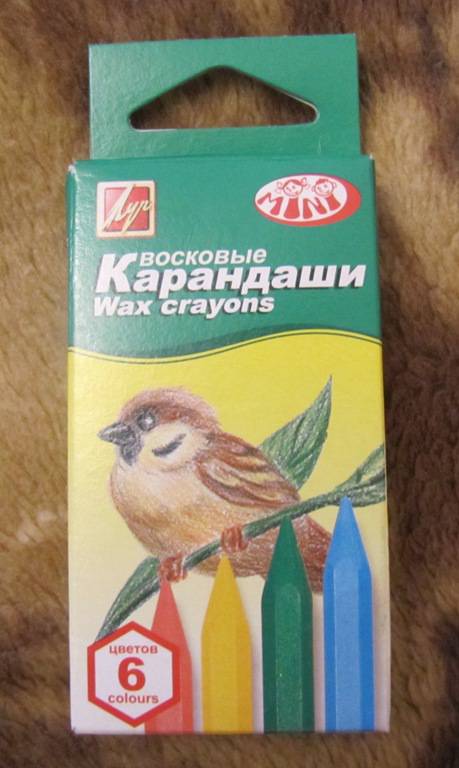 Луч
MINI
восковые
Карандаши
Wax crayons
цветов
6
colours